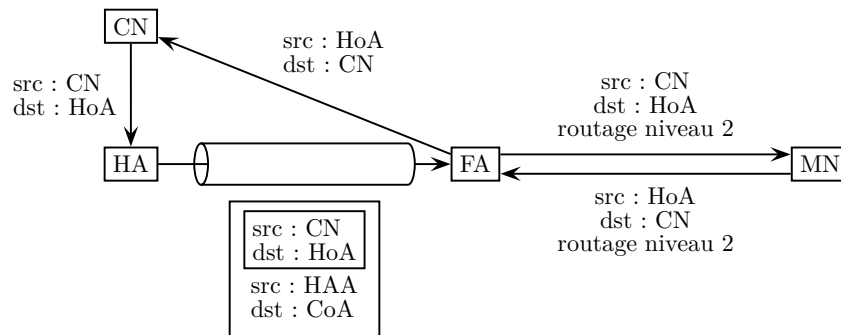 CN
src : HoA
dst : CN
src : CN
dst : HoA
src : CN
dst : HoA
routage niveau 2
HA
FA
MN
src : HoA
dst : CN
routage niveau 2
src : CN
dst : HoA
src : HAA
dst : CoA